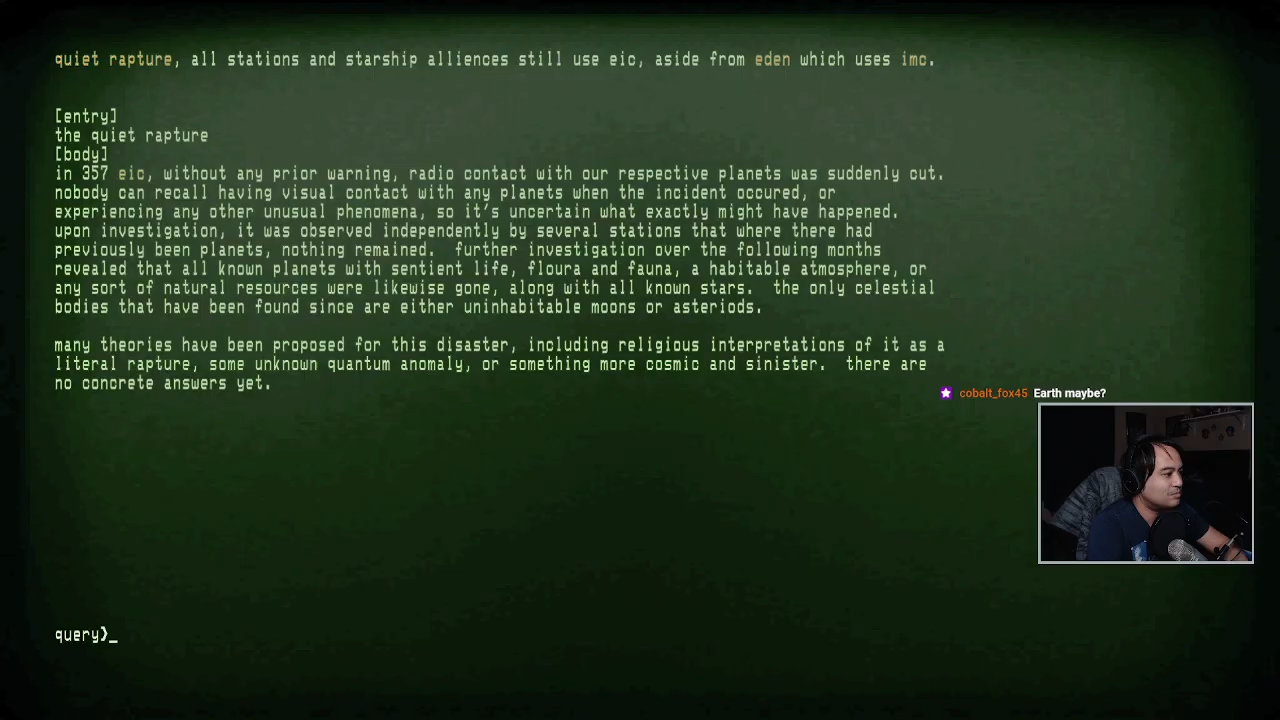 quiet rapture, all stations and starship alliences still use eic, aside from eden which uses imc.
[entry]
the quiet rapture
[body]
in 357 eic, without any prior warning, radio contact with our respective planets was suddenly cut.
nobody can recall having visual contact with any planets when the incident occured, or
experiencing any other unusual phenomena, so it's uncertain what exactly might have happened.
upon investigation, it was observed independently by several stations that where there had
previously been planets, nothing remained.  further investigation over the following months
revealed that all known planets with sentient life, floura and fauna, a habitable atmosphere, or
any sort of natural resources were likewise gone, along with all known stars.  the only celestial
bodies that have been found since are either uninhabitable moons or asteriods.
many theories have been proposed for this disaster, including religious interpretations of it as a
literal rapture, some unknown quantum anomaly, or something more cosmic and sinister.  there are
no concrete answers yet.
cobalt_fox45 Earth maybe?
query}_